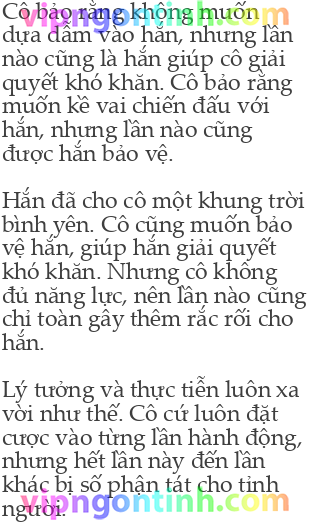 Cô bảo rằng không muốn
dựa dẫm vào hắn, nhưng lần
nào cũng là hắn giúp cô giải
quyết khó khăn. Cô bảo rằng
muốn kề vai chiến đấu với
hắn, nhưng lần nào cũng
được hắn bảo vệ.
Hắn đã cho cô một khung trời
bình yên. Cô cũng muốn bảo
vệ hắn, giúp hắn giải quyết
khó khăn. Nhưng cô không
đủ năng lực, nên lần nào cũng
chỉ toàn gây thêm rắc rối cho
hắn.
Lý tưởng và thực tiễn luôn xa
vời như thế. Cô cứ luôn đặt
cược vào từng lần hành động,
nhưng hết lần này đến lần
khác bị số phận tát cho tỉnh
người.
vipngontinh.com
vipngontinh.com